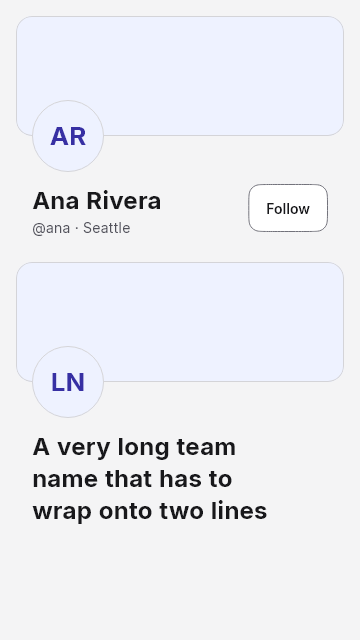 AR
Ana Rivera
@ana · Seattle
Follow
LN
A very long team
name that has to
wrap onto two lines